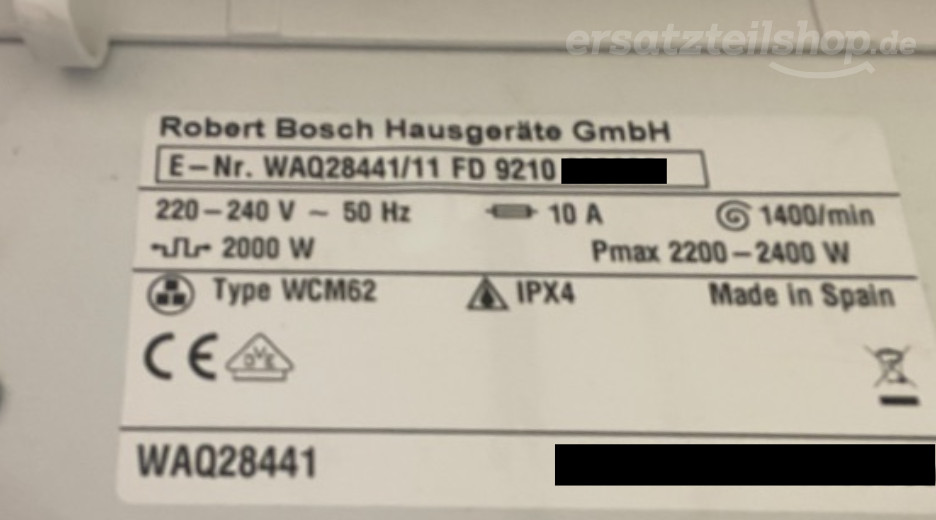 ersatzteilshop.de
Robert Bosch Hausgeräte GmbH
E-Nr. WAQ28441/11 FD 9210
220-240 V ~ 50 Hz 10 A 1400/min
2000 W Pmax 2200-2400 W
Type WCM62 IPX4 Made in Spain
CE OVE
WAQ28441